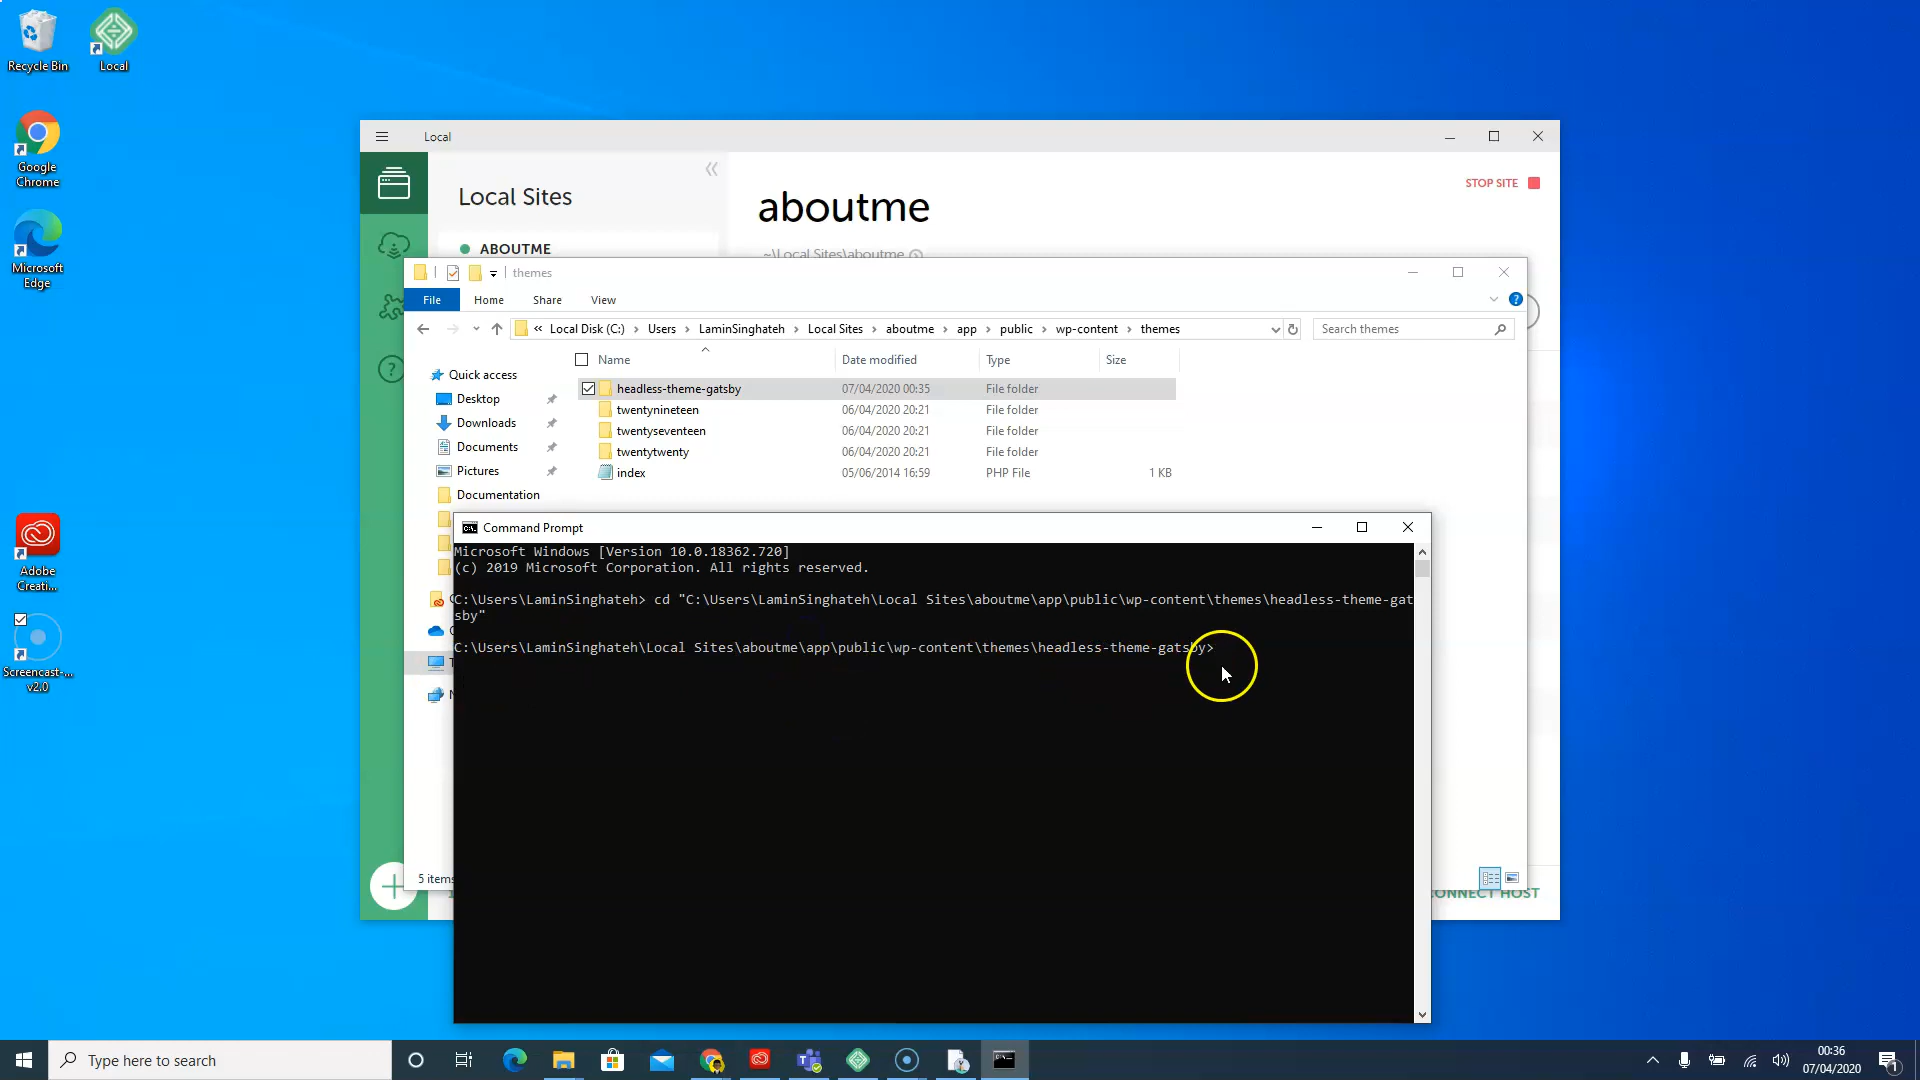 Recycle Bin
Local
Google
Chrome
Microsoft
Edge
Adobe
Creati...
Screencast-...
v2.0
Local
Local Sites
ABOUTME
aboutme
~\Local Sites\aboutme
STOP SITE
themes
File
Home
Share
View
« Local Disk (C:) › Users › LaminSinghateh › Local Sites › aboutme › app › public › wp-content › themes
Search themes
Name
Date modified
Type
Size
Quick access
Desktop
Downloads
Documents
Pictures
Documentation
headless-theme-gatsby 07/04/2020 00:35 File folder
twentynineteen 06/04/2020 20:21 File folder
twentyseventeen 06/04/2020 20:21 File folder
twentytwenty 06/04/2020 20:21 File folder
index 05/06/2014 16:59 PHP File 1 KB
5 items
Command Prompt
Microsoft Windows [Version 10.0.18362.720]
(c) 2019 Microsoft Corporation. All rights reserved.
C:\Users\LaminSinghateh> cd "C:\Users\LaminSinghateh\Local Sites\aboutme\app\public\wp-content\themes\headless-theme-gat
sby"
C:\Users\LaminSinghateh\Local Sites\aboutme\app\public\wp-content\themes\headless-theme-gatsby>
ONNECT HOST
Type here to search
00:36
07/04/2020
1